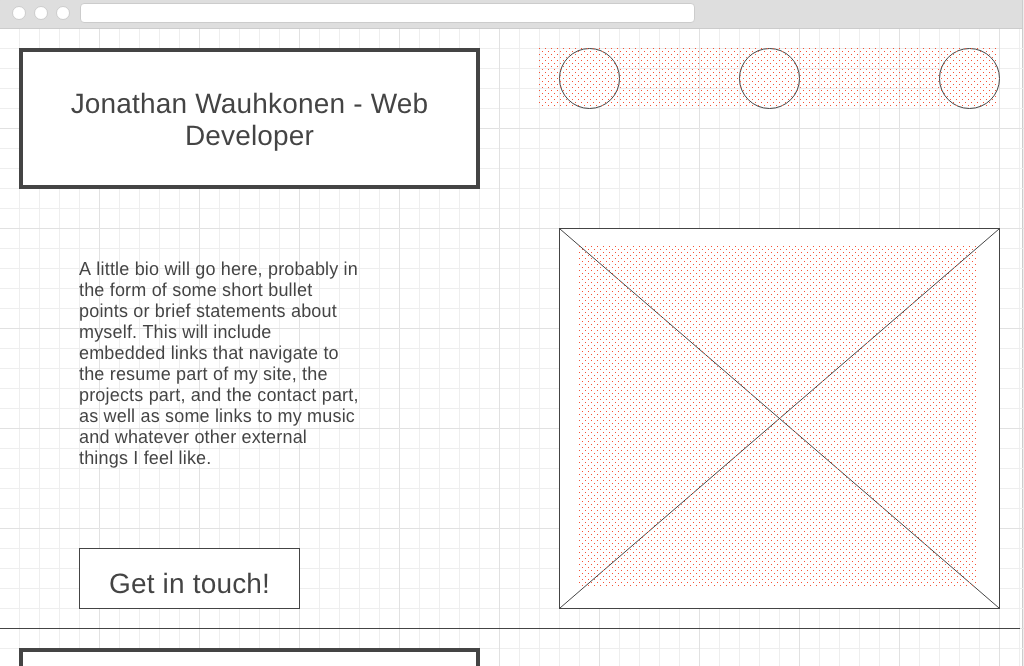 Jonathan Wauhkonen - Web
Developer
A little bio will go here, probably in
the form of some short bullet
points or brief statements about
myself. This will include
embedded links that navigate to
the resume part of my site, the
projects part, and the contact part,
as well as some links to my music
and whatever other external
things I feel like.
Get in touch!